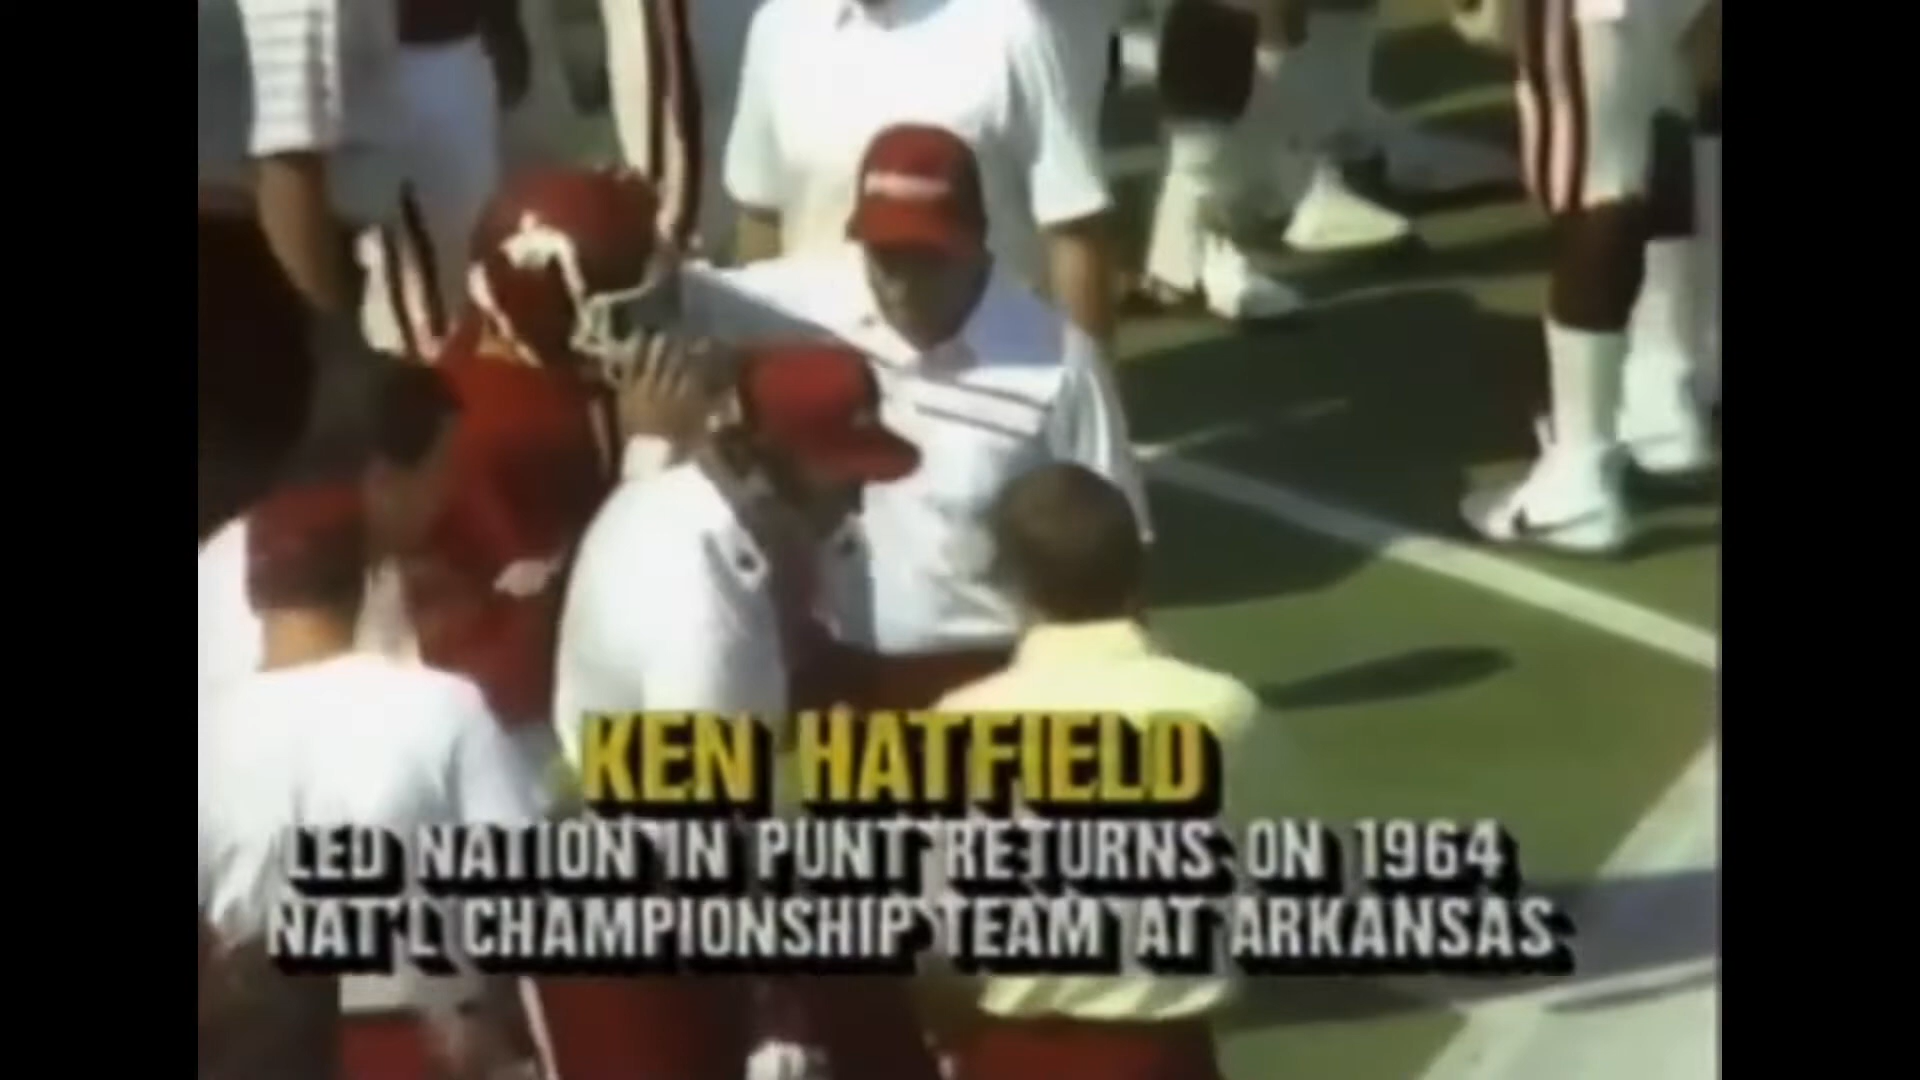 KEN HATFIELD
LED NATION IN PUNT RETURNS ON 1964
NAT'L CHAMPIONSHIP TEAM AT ARKANSAS